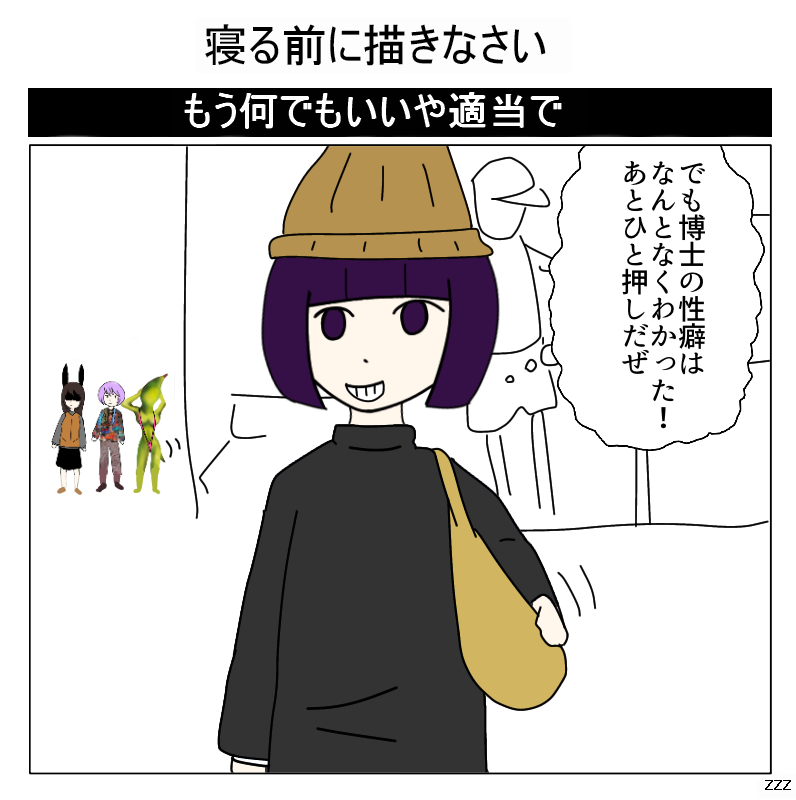 寝る前に描きなさい
もう何でもいいや適当で
でも博士の性癖は
なんとなくわかった!
あとひと押しだぜ
zzz